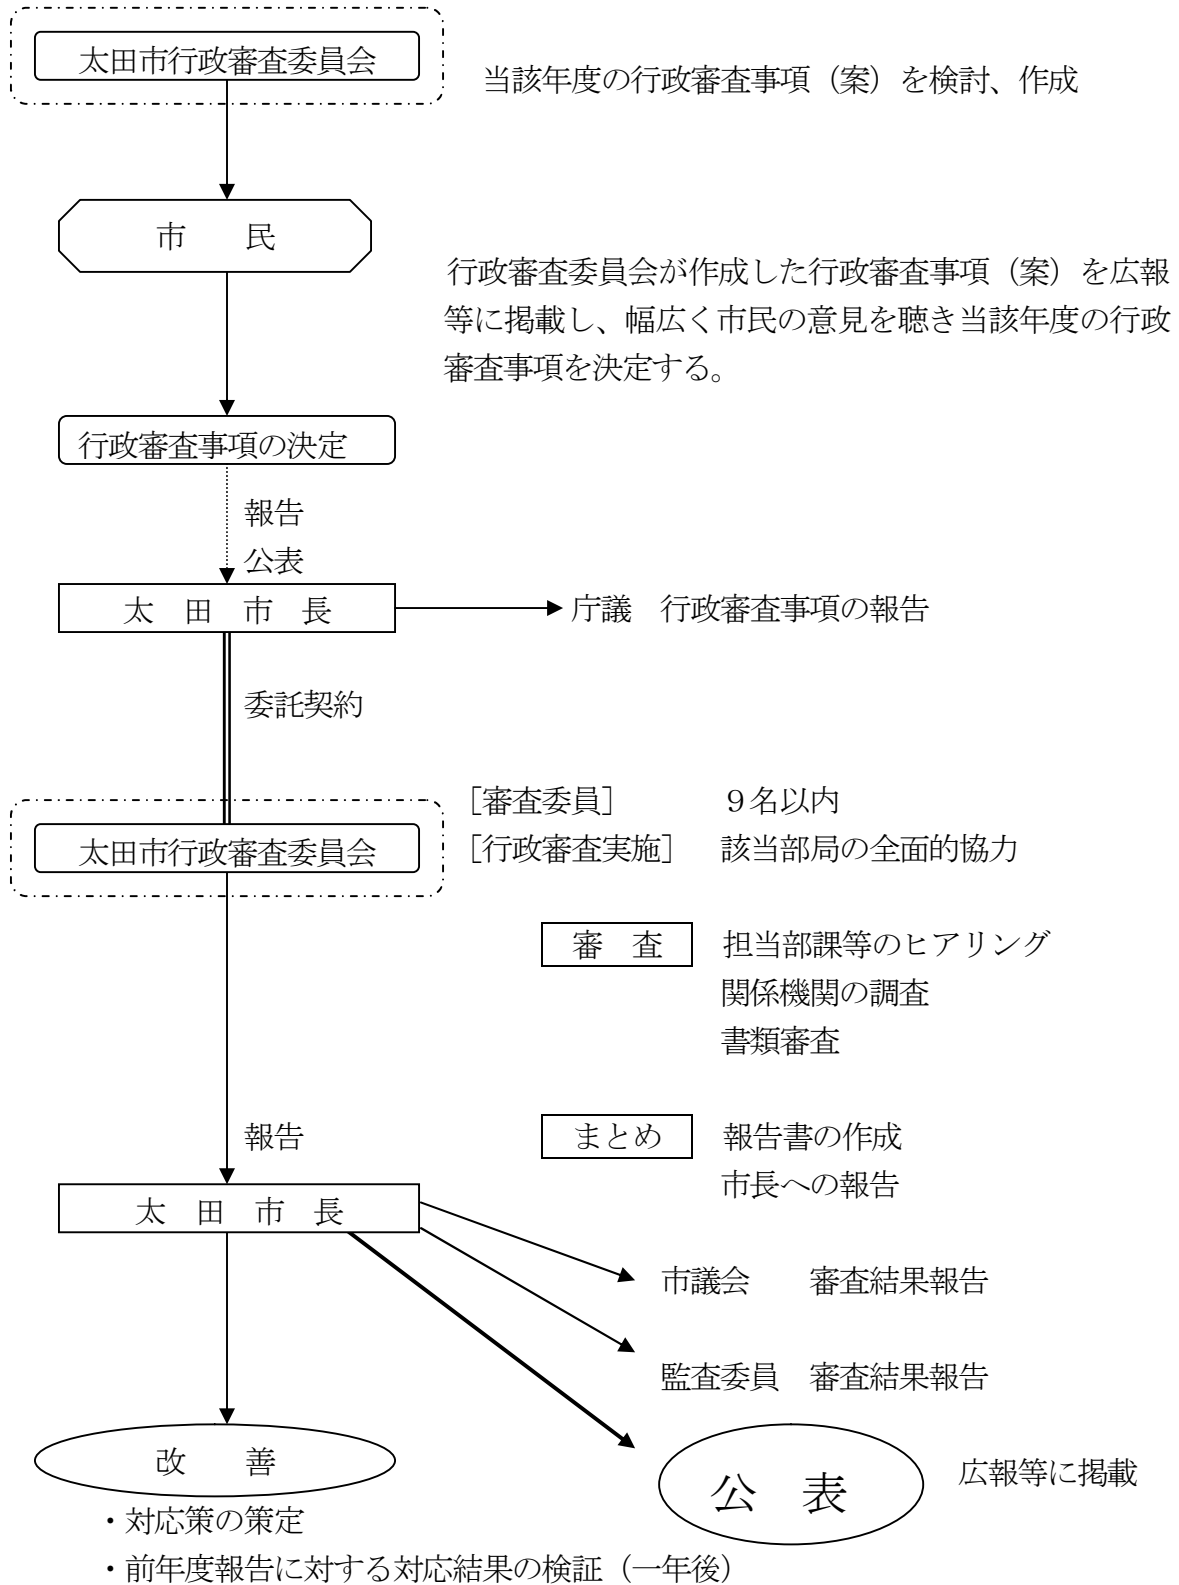 太田市行政審査委員会
当該年度の行政審査事項（案）を検討、作成
市　　民
行政審査委員会が作成した行政審査事項（案）を広報
等に掲載し、幅広く市民の意見を聴き当該年度の行政
審査事項を決定する。
行政審査事項の決定
報告
公表
太　田　市　長
庁議　行政審査事項の報告
委託契約
［審査委員］　　　９名以内
太田市行政審査委員会
［行政審査実施］　該当部局の全面的協力
審　査　担当部課等のヒアリング
関係機関の調査
書類審査
報告
まとめ　報告書の作成
市長への報告
太　田　市　長
市議会　　審査結果報告
監査委員　審査結果報告
改　　善
公　表
広報等に掲載
・対応策の策定
・前年度報告に対する対応結果の検証（一年後）